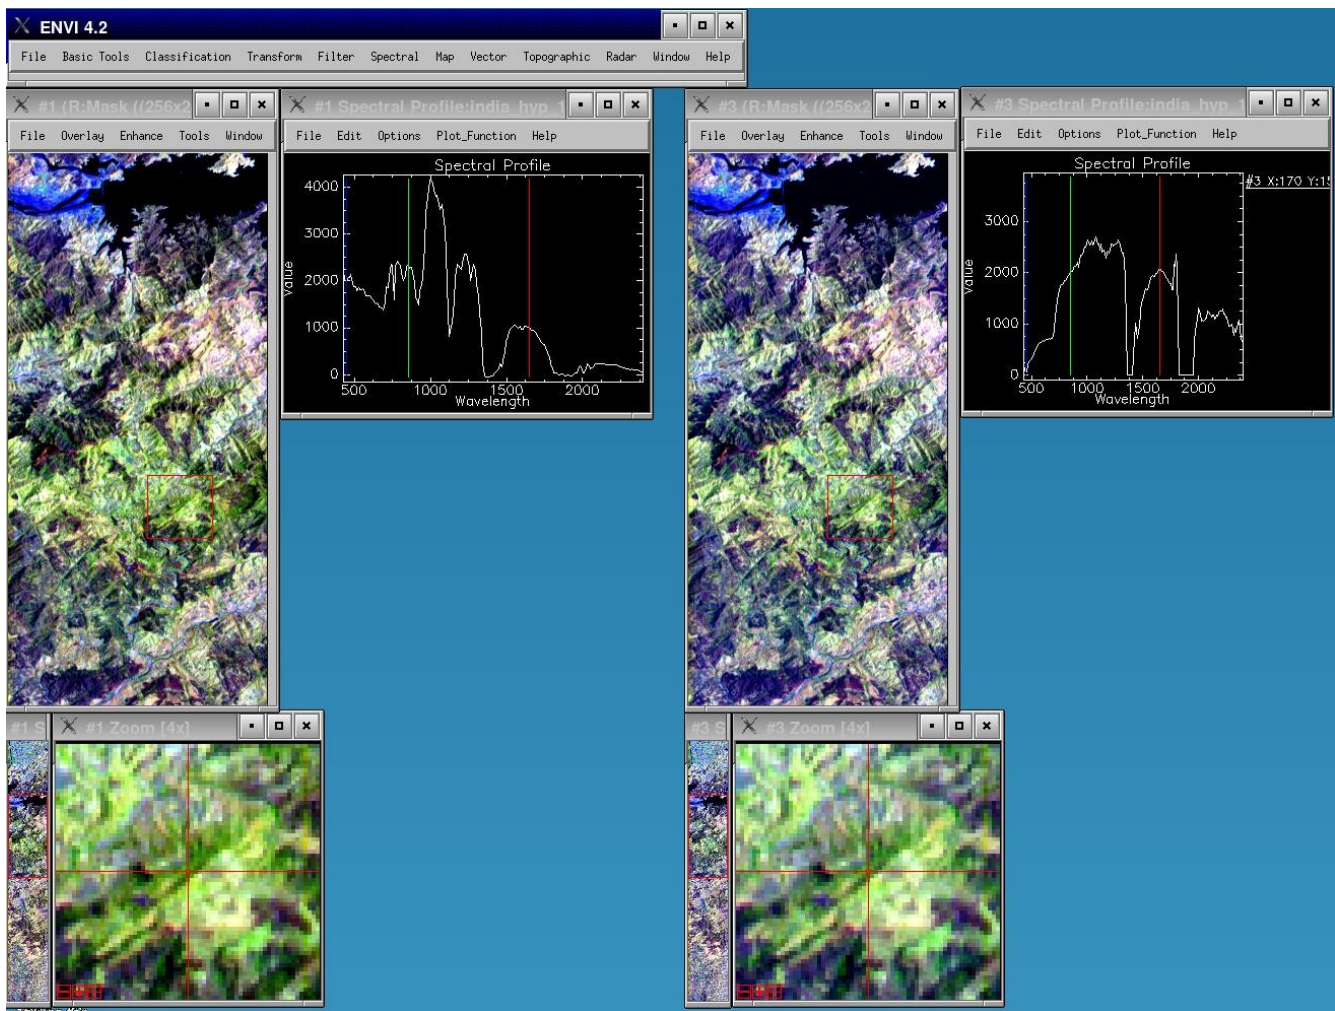 ENVI 4.2
File Basic Tools Classification Transform Filter Spectral Map Vector Topographic Radar Window Help
#1 (R:Mask ((256x2
File Overlay Enhance Tools Window
#1 Spectral Profile:india_hyp_1
File Edit Options Plot_Function Help
Spectral Profile
4000
3000
2000
1000
0
Value
500 1000 1500 2000
Wavelength
#3 (R:Mask ((256x2
File Overlay Enhance Tools Window
#3 Spectral Profile:india_hyp_1
File Edit Options Plot_Function Help
Spectral Profile
#3 X:170 Y:15
3000
2000
1000
0
Value
500 1000 1500 2000
Wavelength
#1 S
#1 Zoom [4x]
#3 S
#3 Zoom [4x]